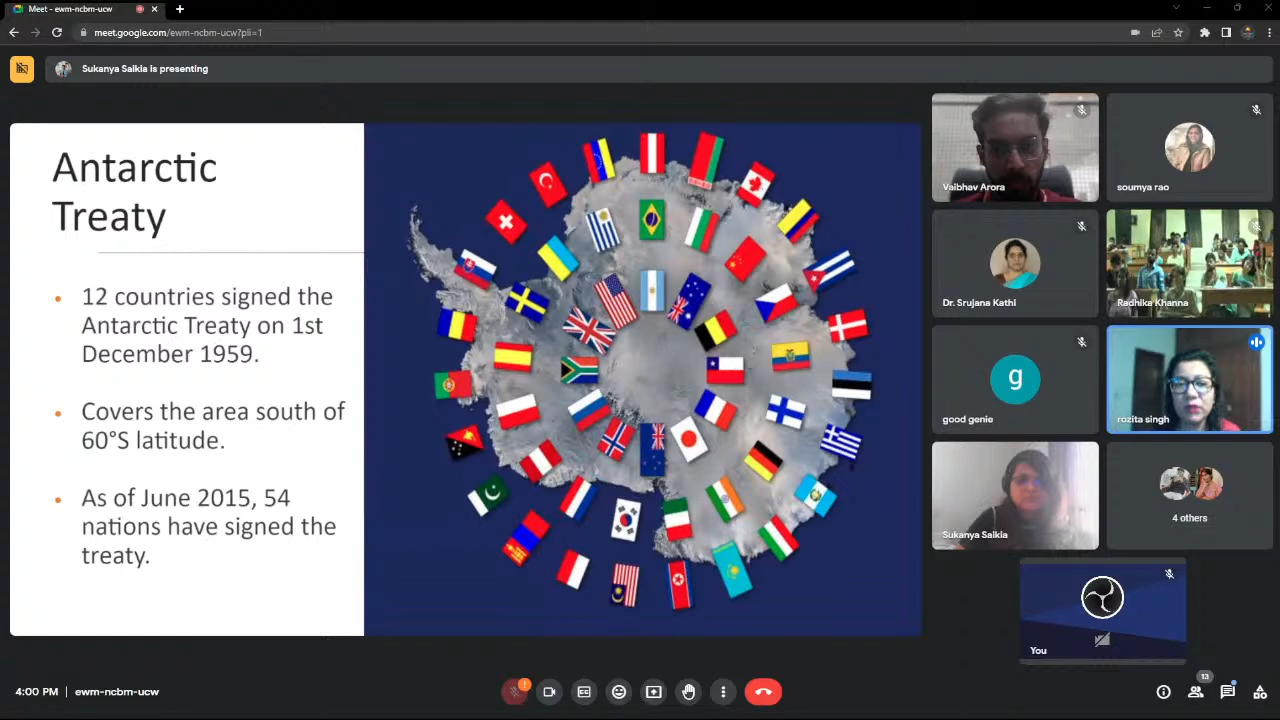 Meet - ewm-ncbm-ucw
meet.google.com/ewm-ncbm-ucw?pli=1
Sukanya Saikia is presenting
Antarctic
Treaty
• 12 countries signed the
Antarctic Treaty on 1st
December 1959.
• Covers the area south of
60°S latitude.
• As of June 2015, 54
nations have signed the
treaty.
Vaibhav Arora
soumya rao
Dr. Srujana Kathi
Radhika Khanna
g
good genie
rozita singh
Sukanya Saikia
4 others
You
4:00 PM | ewm-ncbm-ucw
13